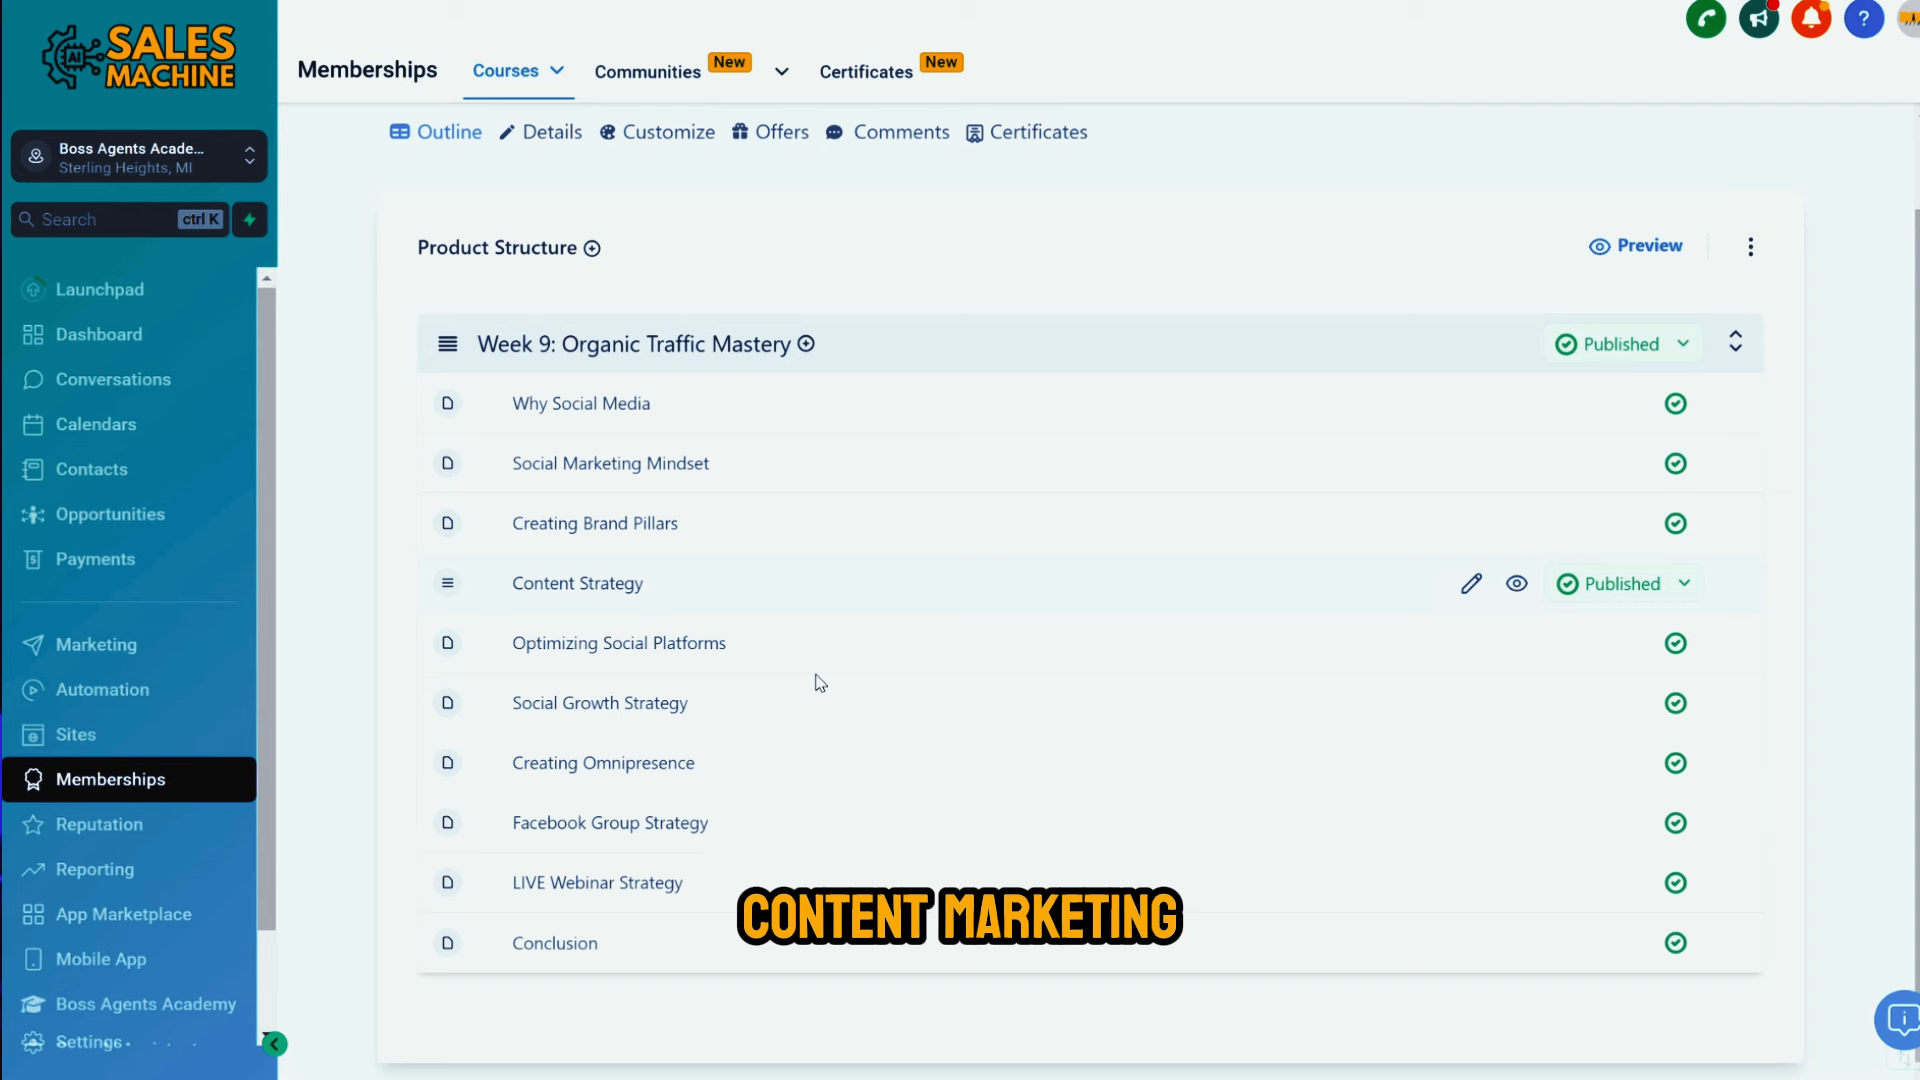 AI
SALES
MACHINE
Memberships
Courses
Communities
New
Certificates
New
?
Boss Agents Acade...
Sterling Heights, MI
Search
ctrl K
Outline
Details
Customize
Offers
Comments
Certificates
Launchpad
Dashboard
Conversations
Calendars
Contacts
Opportunities
Payments
Marketing
Automation
Sites
Memberships
Reputation
Reporting
App Marketplace
Mobile App
Boss Agents Academy
Settings
Product Structure
Preview
Week 9: Organic Traffic Mastery
Published
Why Social Media
Social Marketing Mindset
Creating Brand Pillars
Content Strategy
Published
Optimizing Social Platforms
Social Growth Strategy
Creating Omnipresence
Facebook Group Strategy
LIVE Webinar Strategy
CONTENT MARKETING
Conclusion